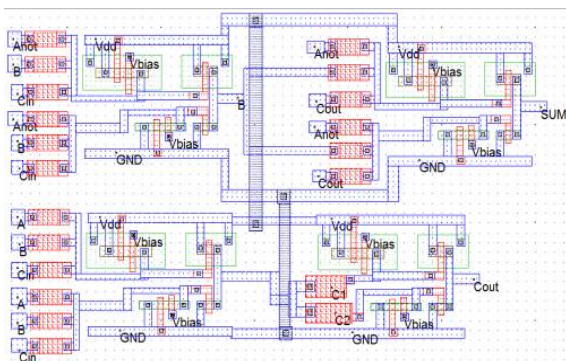 Anot
Vdd
Vbias
B
Cin
Anot
B
Vbias
B
Cin
GND
Anot
Vdd
Vbias
Cout
Anot
SUM
B
Vbias
GND
Cout
A
Vdd
B
Vbias
Cin
A
B
Vbias
GND
Cin
Vdd
Vbias
C1
Cout
C2
Vbias
GND